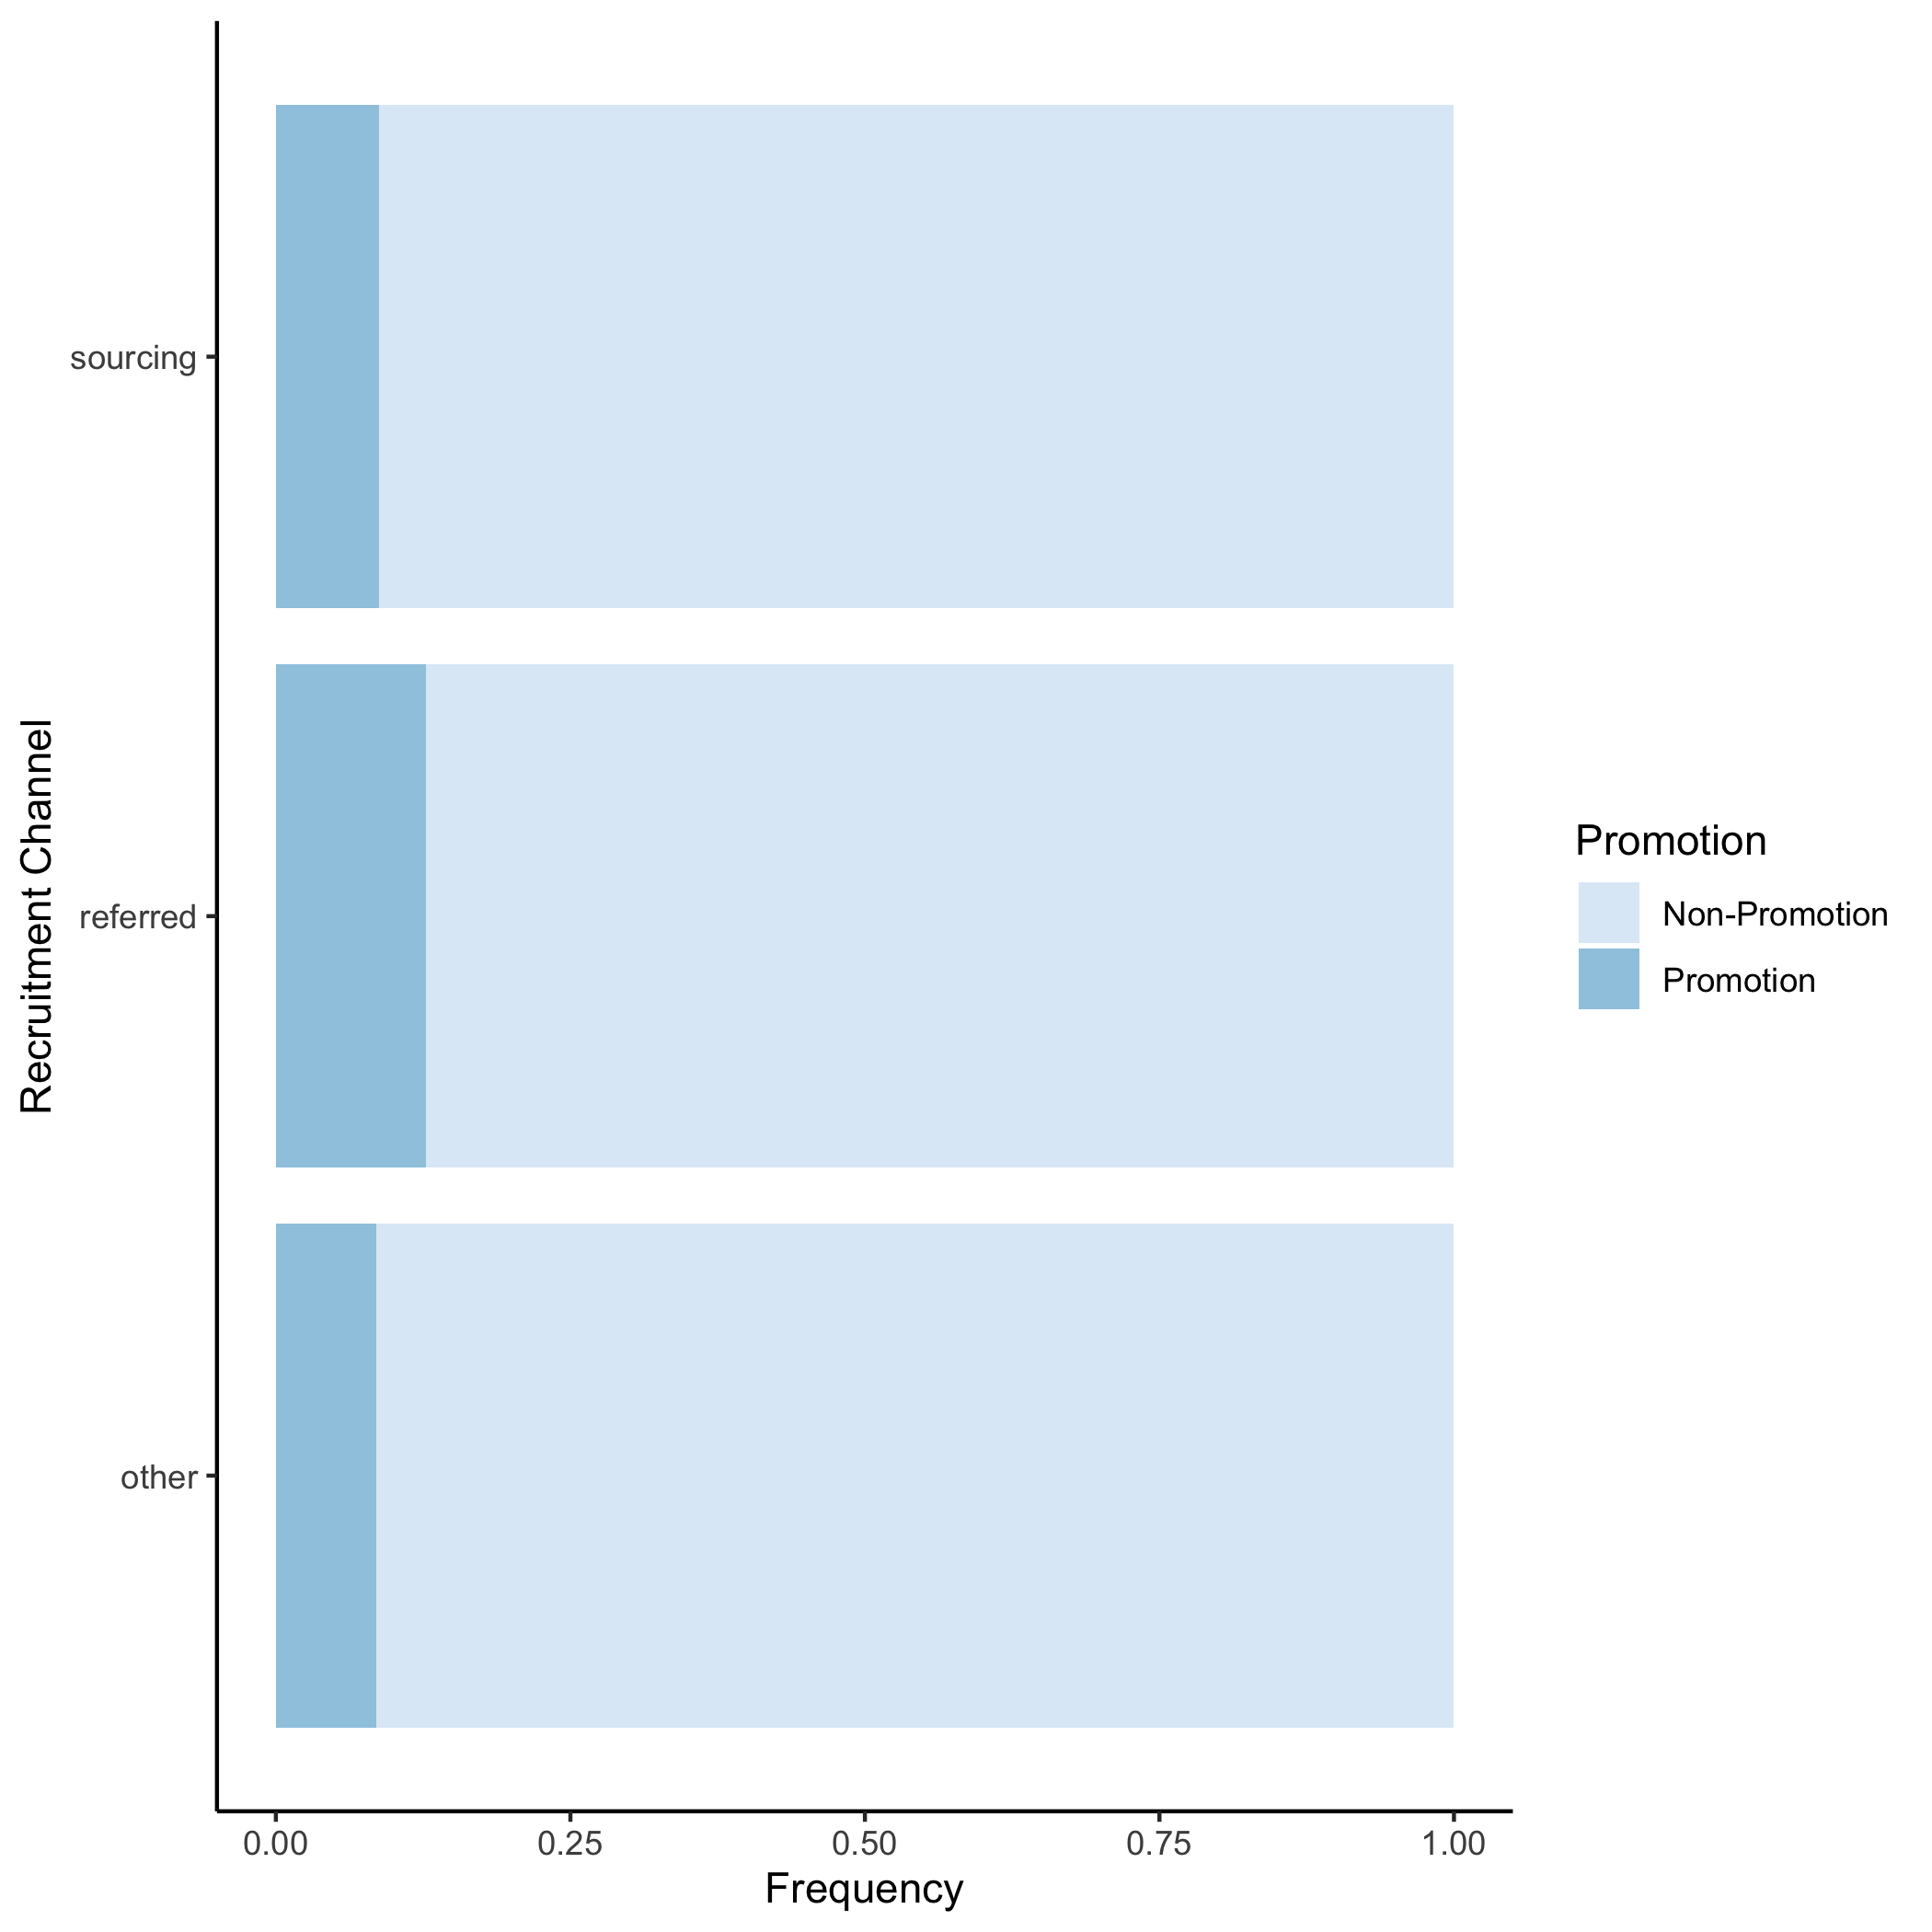 Recruitment Channel
sourcing
referred
other
0.00 0.25 0.50 0.75 1.00
Frequency
Promotion
Non-Promotion
Promotion